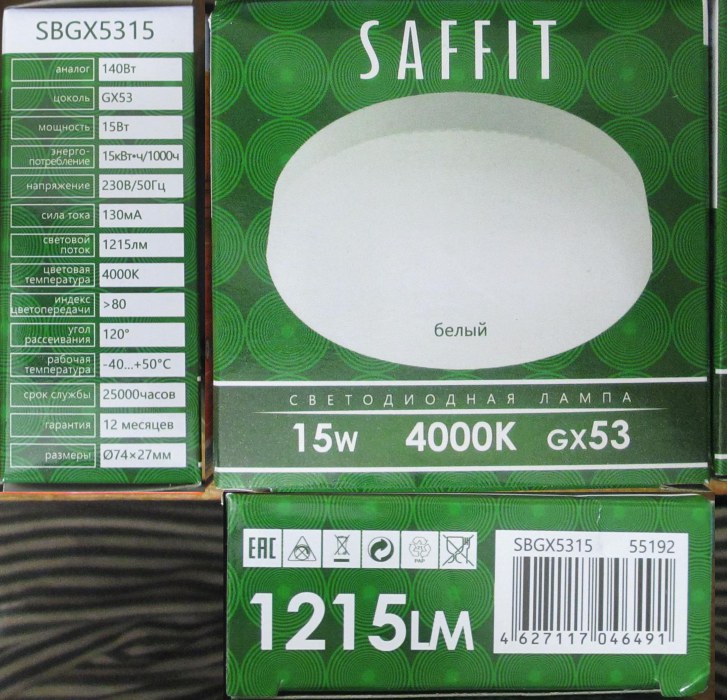 SBGX5315
аналог 140Вт
цоколь GX53
мощность 15Вт
энерго-
потребление 15кВт•ч/1000ч
напряжение 230В/50Гц
сила тока 130мА
световой
поток 1215лм
цветовая
температура 4000К
индекс
цветопередачи >80
угол
рассеивания 120°
рабочая
температура -40...+50°C
срок службы 25000часов
гарантия 12 месяцев
размеры Ø74×27мм
SAFFIT
белый
СВЕТОДИОДНАЯ ЛАМПА
15W 4000K GX53
EAC
PAP
1215LM
SBGX5315 55192
4 627117 046491